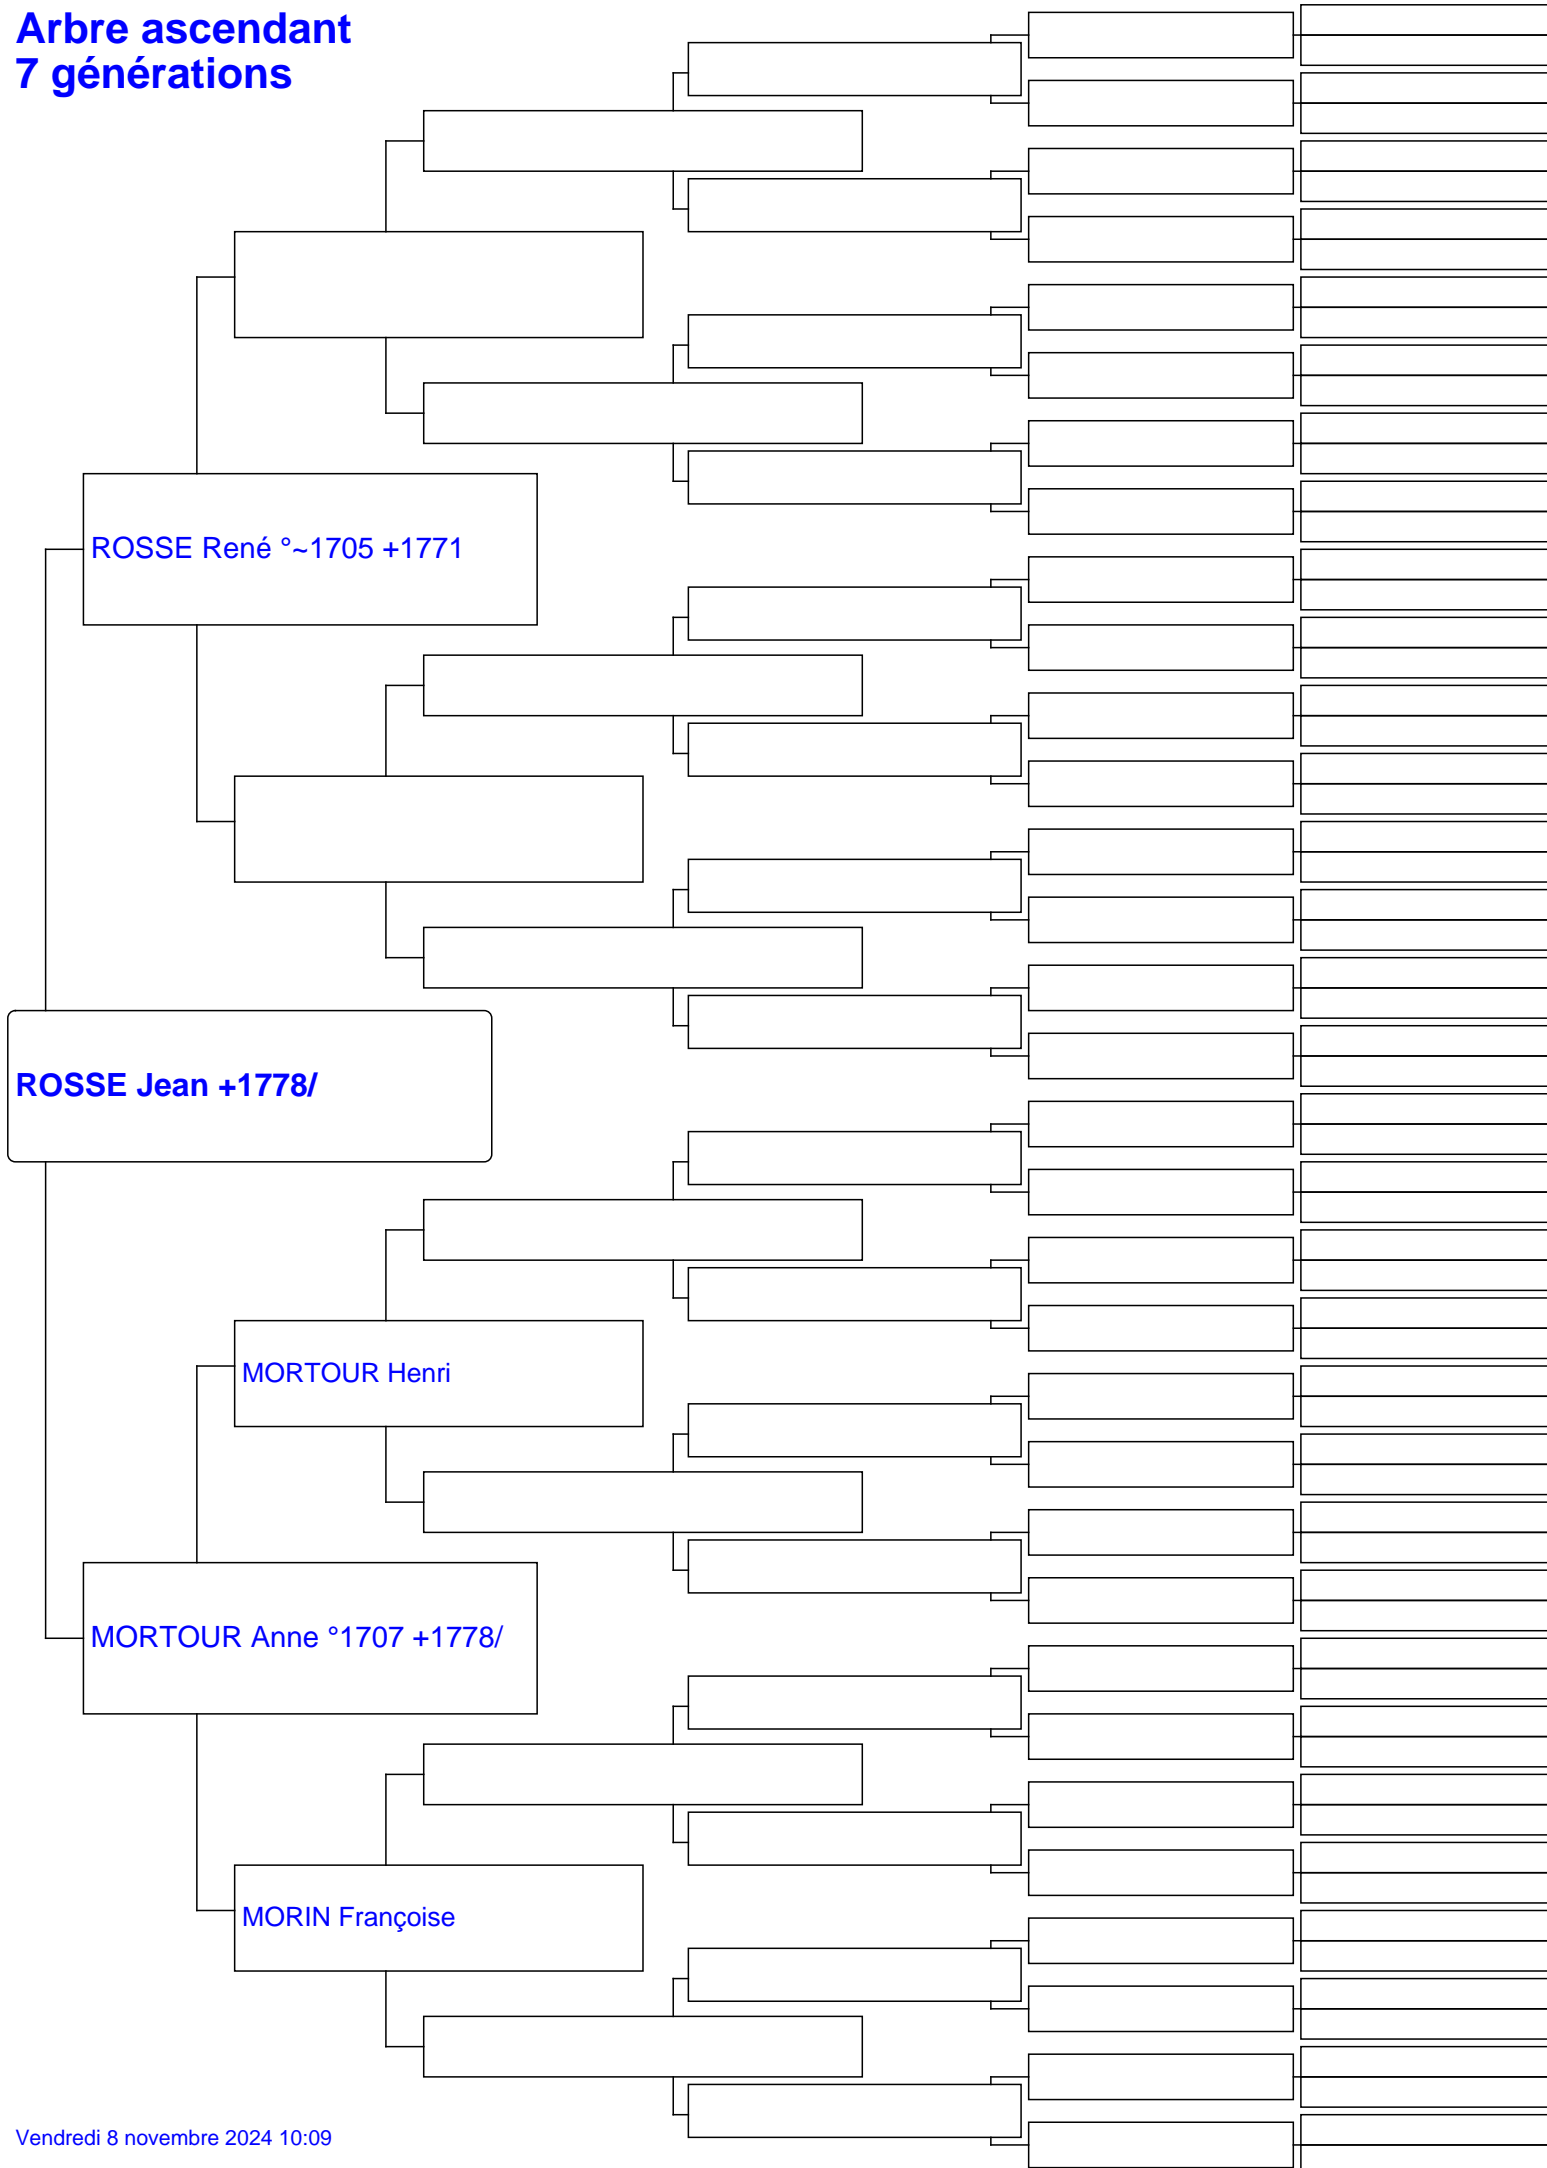 Arbre ascendant
7 générations
ROSSE René °~1705 +1771
ROSSE Jean +1778/
MORTOUR Henri
MORTOUR Anne °1707 +1778/
MORIN Françoise
Vendredi 8 novembre 2024 10:09